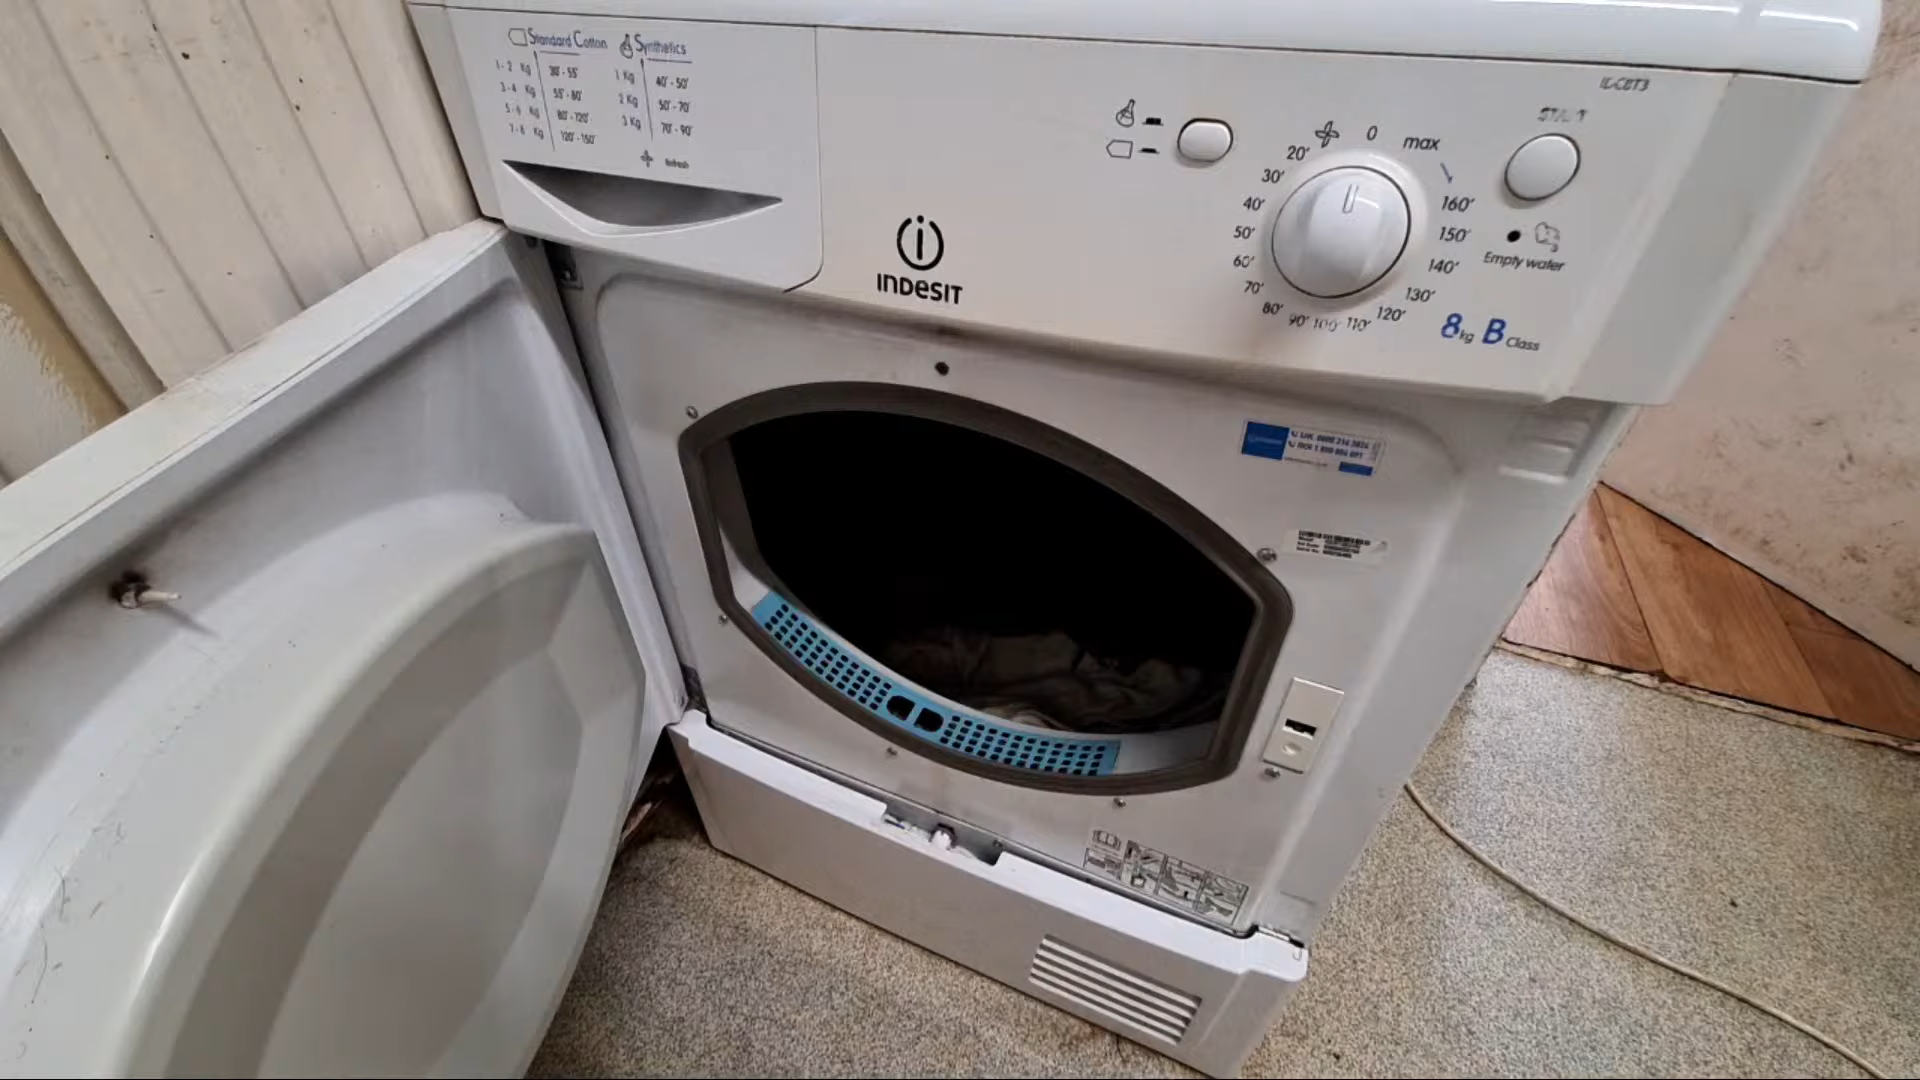 Standard Cotton
1-2 Kg 30'-55'
3-4 Kg 55'-80'
5-6 Kg 80'-120'
7-8 Kg 120'-150'
Synthetics
1 Kg 40'-50'
2 Kg 50'-70'
3 Kg 70'-90'
Refresh
INDESIT
0
max
160'
150'
140'
130'
120'
110'
100'
90'
80'
70'
60'
50'
40'
30'
20'
START
Empty water
8kg B Class